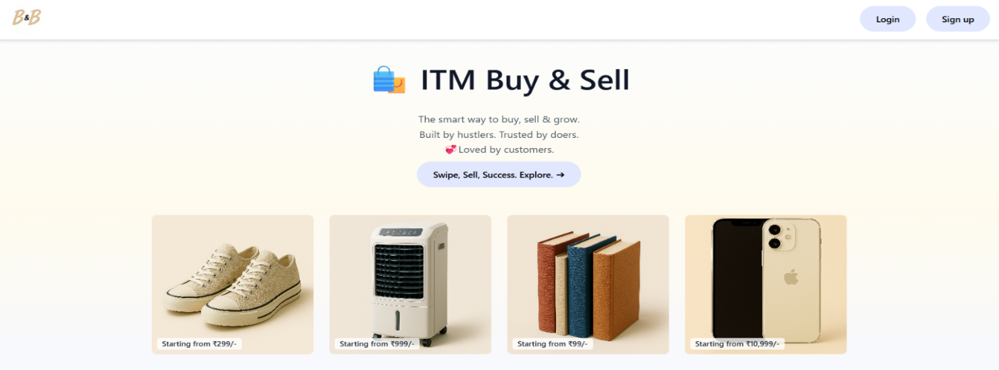 B&B
Login
Sign up
ITM Buy & Sell
The smart way to buy, sell & grow.
Built by hustlers. Trusted by doers.
💞 Loved by customers.
Swipe, Sell, Success. Explore. ➔
Starting from ₹299/-
Starting from ₹999/-
Starting from ₹99/-
Starting from ₹10,999/-